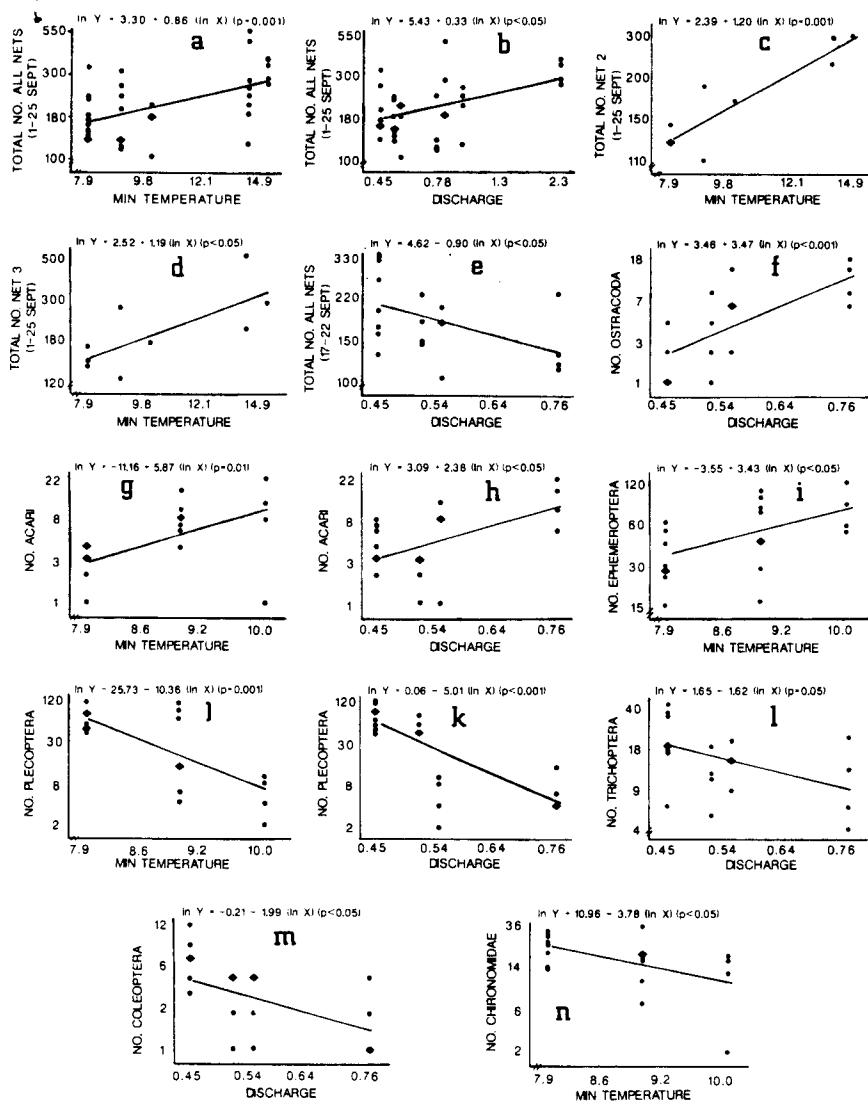 ln Y = 3.30 + 0.86 (ln X) (p=0.001)
a
TOTAL NO. ALL NETS
(1-25 SEPT)
550
300
180
100
7.9 9.8 12.1 14.9
MIN TEMPERATURE
ln Y = 5.43 + 0.33 (ln X) (p<0.05)
b
TOTAL NO. ALL NETS
(1-25 SEPT)
550
300
180
100
0.45 0.78 1.3 2.3
DISCHARGE
ln Y = 2.39 + 1.20 (ln X) (p=0.001)
c
TOTAL NO. NET 2
(1-25 SEPT)
300
200
110
7.9 9.8 12.1 14.9
MIN TEMPERATURE
ln Y = 2.52 + 1.19 (ln X) (p<0.05)
d
TOTAL NO. NET 3
(1-25 SEPT)
500
300
180
120
7.9 9.8 12.1 14.9
MIN TEMPERATURE
ln Y = 4.62 - 0.90 (ln X) (p<0.05)
e
TOTAL NO. ALL NETS
(17-22 SEPT)
330
220
150
100
0.45 0.54 0.64 0.76
DISCHARGE
ln Y = 3.46 + 3.47 (ln X) (p<0.001)
f
NO. OSTRACODA
18
7
3
1
0.45 0.54 0.64 0.76
DISCHARGE
ln Y = -11.16 + 5.87 (ln X) (p=0.01)
g
NO. ACARI
22
8
3
1
7.9 8.6 9.2 10.0
MIN TEMPERATURE
ln Y = 3.09 + 2.38 (ln X) (p<0.05)
h
NO. ACARI
22
8
3
1
0.45 0.54 0.64 0.76
DISCHARGE
ln Y = -3.55 + 3.43 (ln X) (p<0.05)
i
NO. EPHEMEROPTERA
120
60
30
15
7.9 8.6 9.2 10.0
MIN TEMPERATURE
ln Y = 25.73 - 10.36 (ln X) (p=0.001)
j
NO. PLECOPTERA
120
30
8
2
7.9 8.6 9.2 10.0
MIN TEMPERATURE
ln Y = 0.06 - 5.01 (ln X) (p<0.001)
k
NO. PLECOPTERA
120
30
8
2
0.45 0.54 0.64 0.76
DISCHARGE
ln Y = 1.65 - 1.62 (ln X) (p=0.05)
l
NO. TRICHOPTERA
40
18
9
4
0.45 0.54 0.64 0.76
DISCHARGE
ln Y = -0.21 - 1.99 (ln X) (p<0.05)
m
NO. COLEOPTERA
12
6
2
1
0.45 0.54 0.64 0.76
DISCHARGE
ln Y + 10.96 - 3.78 (ln X) (p<0.05)
n
NO. CHIRONOMIDAE
36
14
6
2
7.9 8.6 9.2 10.0
MIN TEMPERATURE